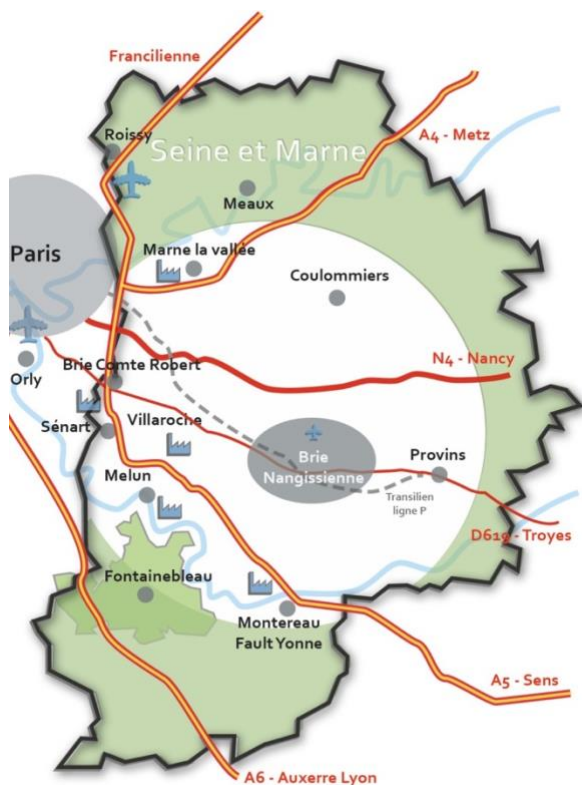 Francilienne
Roissy
Seine et Marne
A4 - Metz
Meaux
Paris
Marne la vallée
Coulommiers
N4 - Nancy
Orly
Brie Comte Robert
Sénart
Villaroche
Brie
Nangissienne
Provins
Melun
Transilien
ligne P
D619 - Troyes
Fontainebleau
Montereau
Fault Yonne
A5 - Sens
A6 - Auxerre Lyon